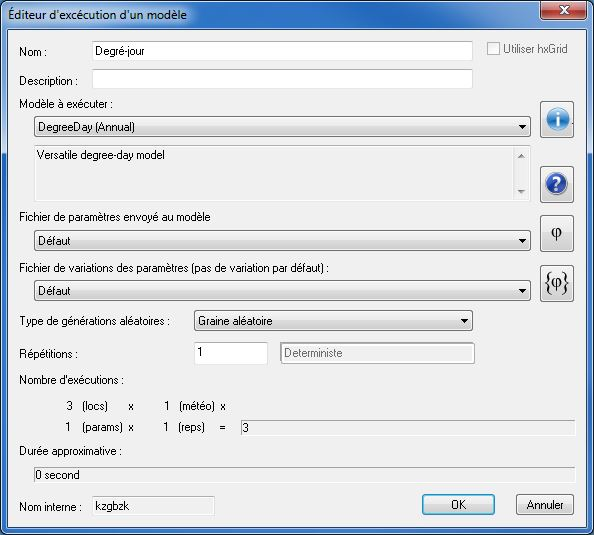 Éditeur d'excécution d'un modèle
Nom : Degré-jour Utiliser hxGrid
Description :
Modèle à exécuter :
DegreeDay (Annual)
Versatile degree-day model
Fichier de paramètres envoyé au modèle
Défaut
φ
Fichier de variations des paramètres (pas de variation par défaut) :
Défaut
{φ}
Type de générations aléatoires : Graine aléatoire
Répétitions : 1 Deterministe
Nombre d'exécutions :
3 (locs) x 1 (météo) x
1 (params) x 1 (reps) = 3
Durée approximative :
0 second
Nom interne : kzgbzk OK Annuler